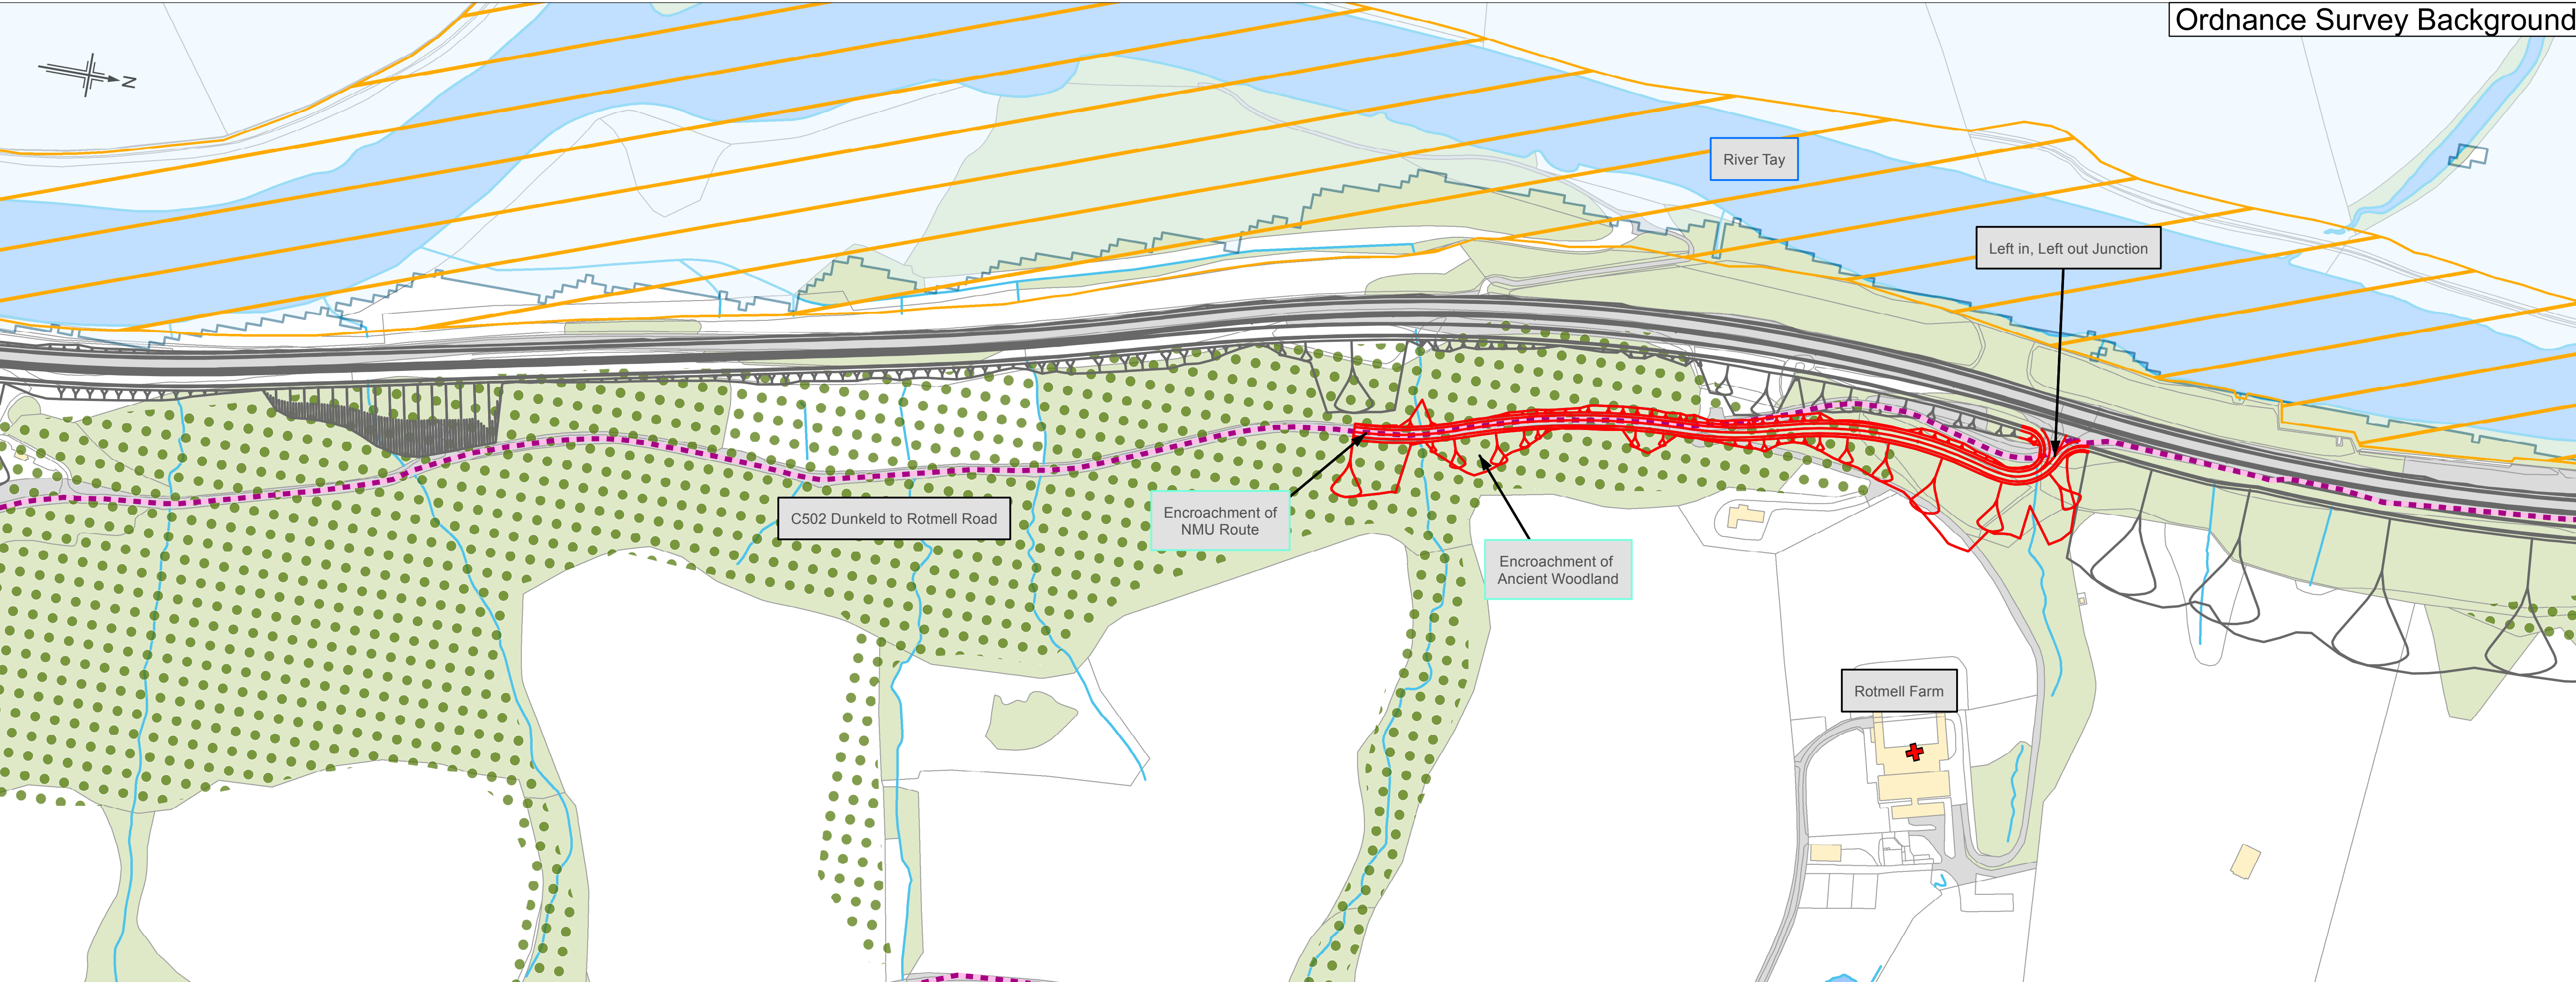 Ordnance Survey Background
N
River Tay
Left in, Left out Junction
C502 Dunkeld to Rotmell Road
Encroachment of
NMU Route
Encroachment of
Ancient Woodland
Rotmell Farm